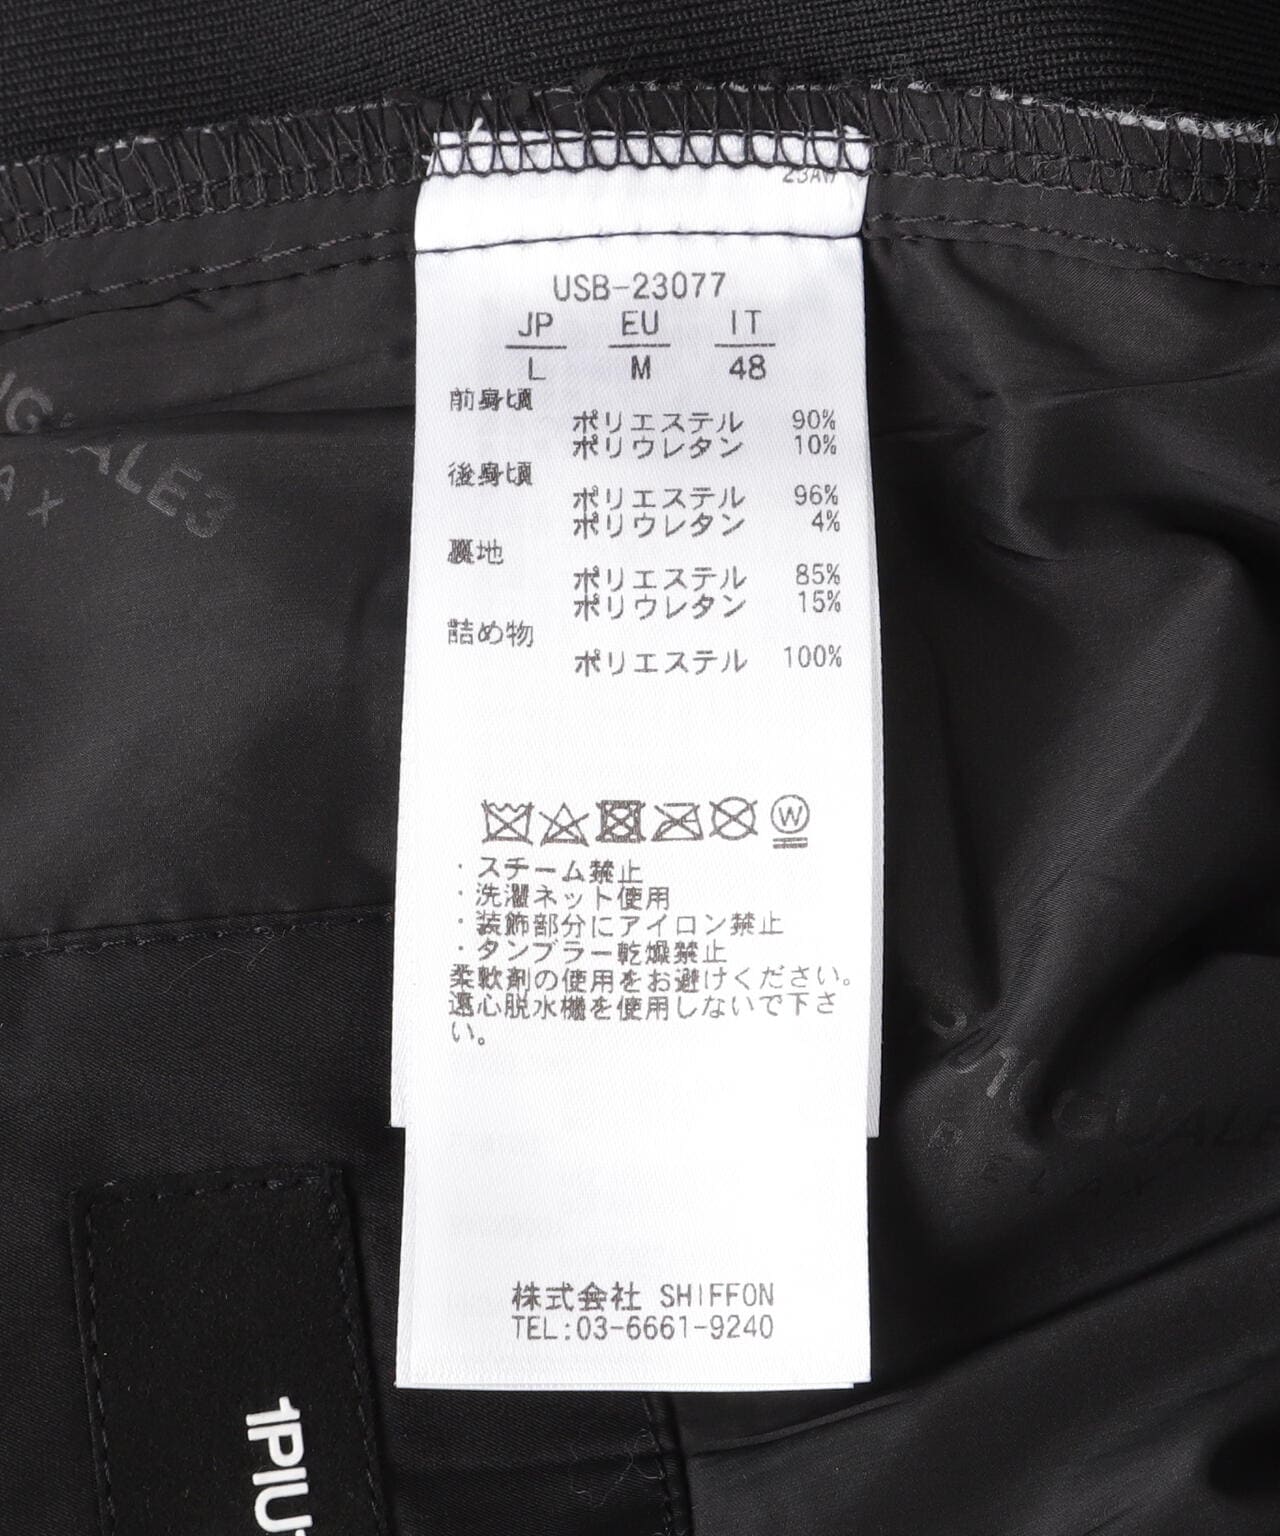 23AW
USB-23077
JP EU IT
L M 48
前身頃
ポリエステル 90%
ポリウレタン 10%
後身頃
ポリエステル 96%
ポリウレタン 4%
裏地
ポリエステル 85%
ポリウレタン 15%
詰め物
ポリエステル 100%
W
・スチーム禁止
・洗濯ネット使用
・装飾部分にアイロン禁止
・タンブラー乾燥禁止
柔軟剤の使用をお避けください。
遠心脱水機を使用しないで下さ
い。
株式会社 SHIFFON
TEL:03-6661-9240
1PIU